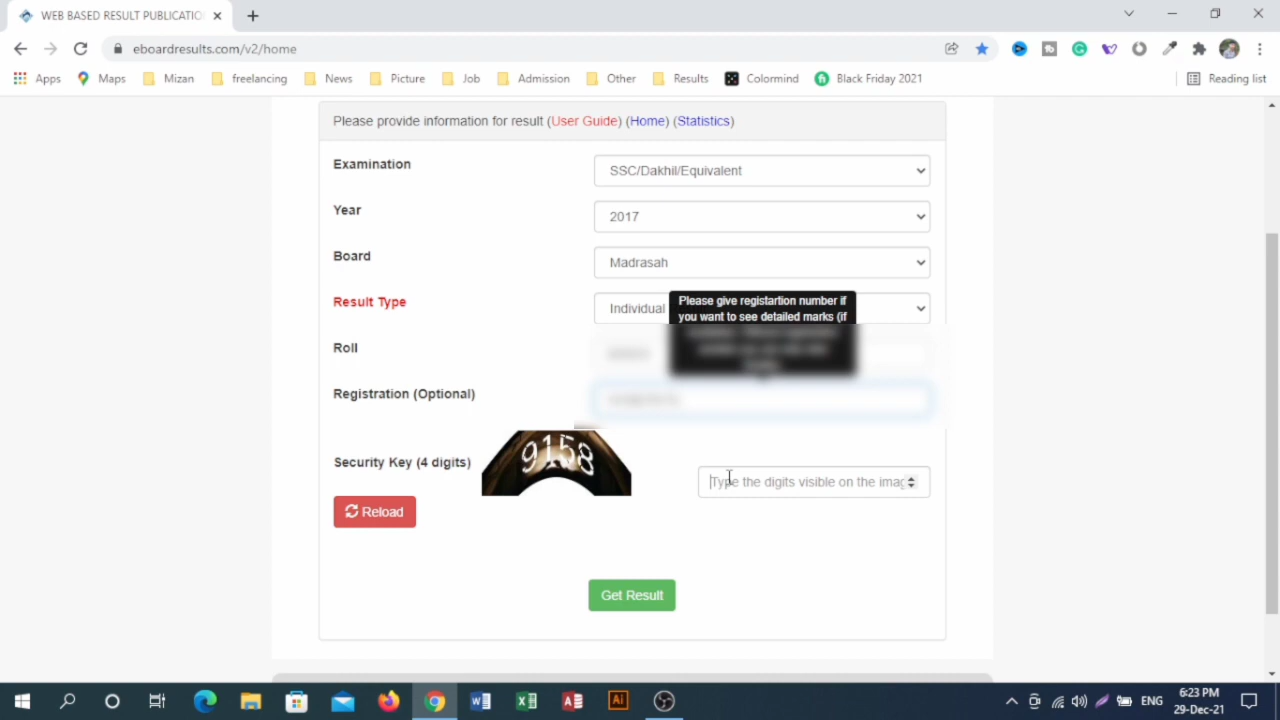 WEB BASED RESULT PUBLICATIO
eboardresults.com/v2/home
Apps Maps Mizan freelancing News Picture Job Admission Other Results Colormind Black Friday 2021 Reading list
Please provide information for result (User Guide) (Home) (Statistics)
Examination SSC/Dakhil/Equivalent
Year 2017
Board Madrasah
Result Type Individual
Please give registartion number if
you want to see detailed marks (if
Roll
Registration (Optional)
9158
Security Key (4 digits) Type the digits visible on the imag
Reload
Get Result
ENG 6:23 PM
29-Dec-21